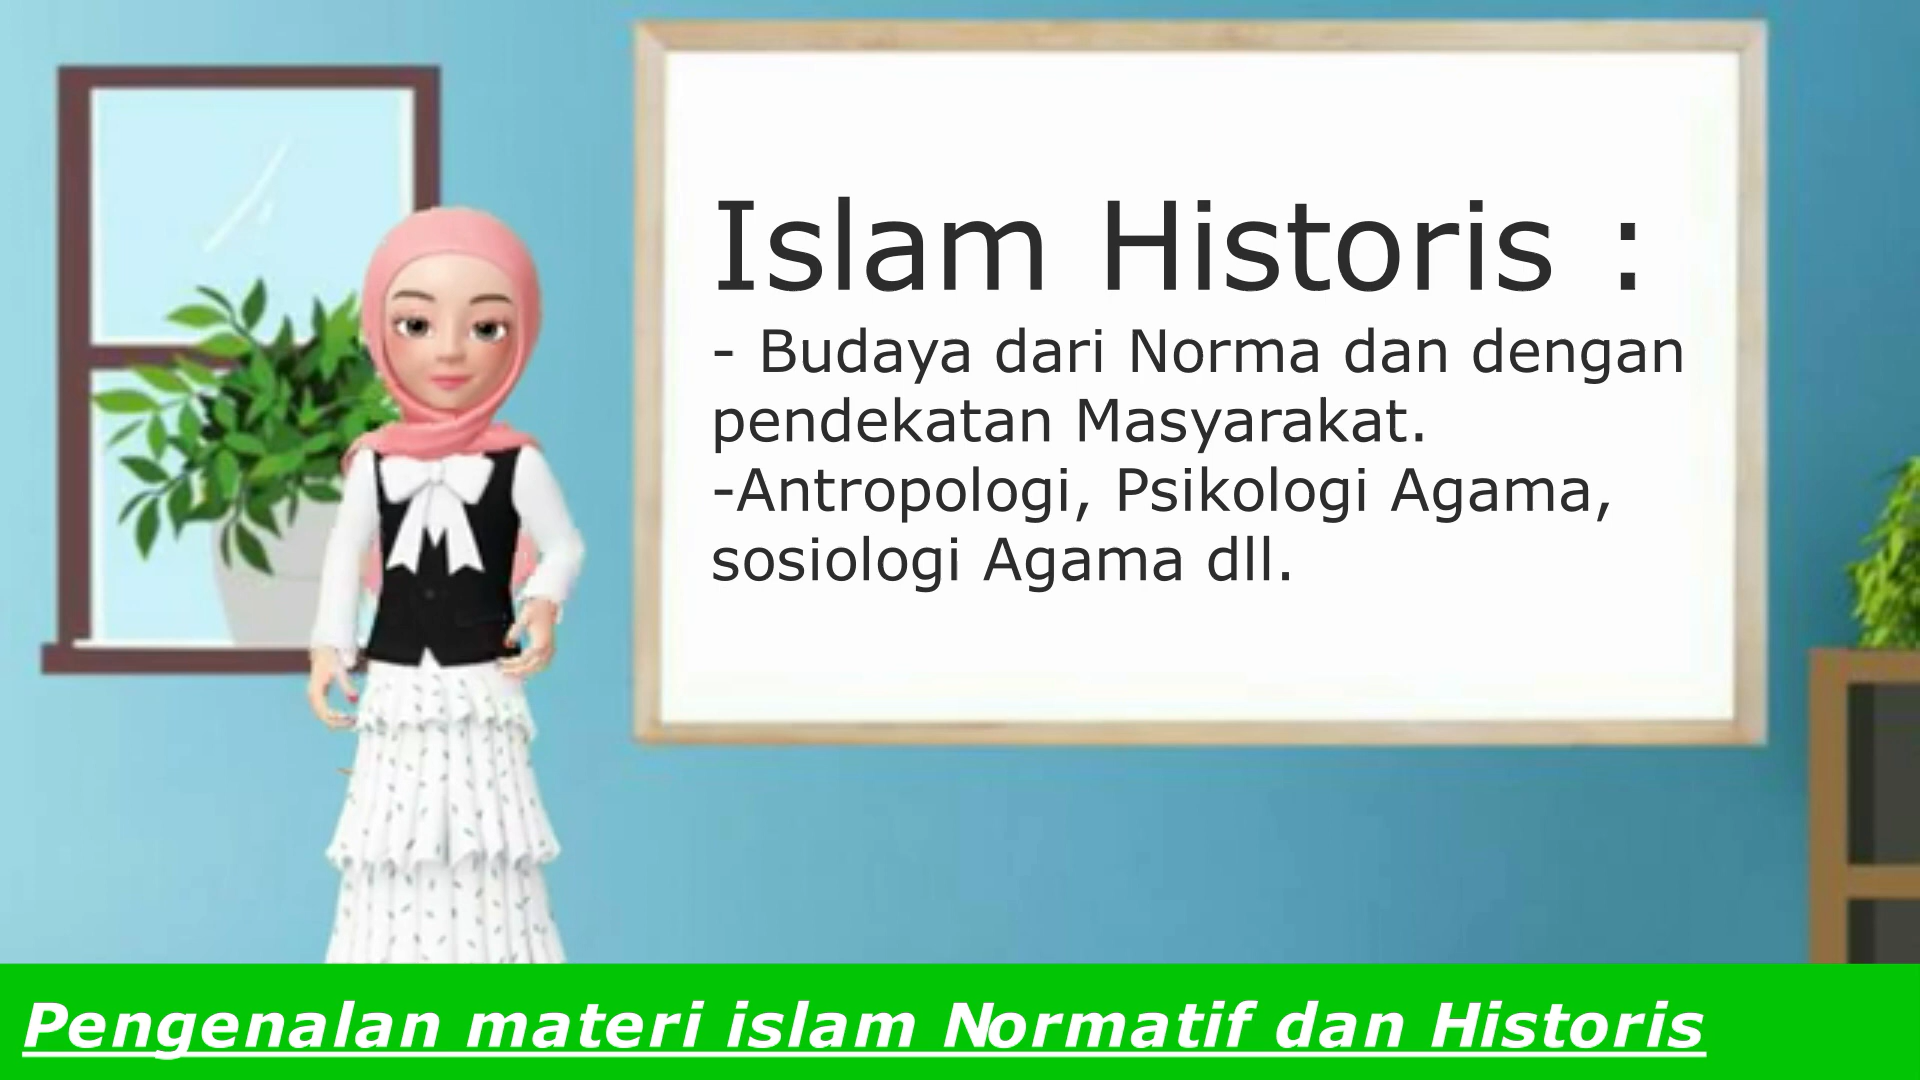 Islam Historis :
- Budaya dari Norma dan dengan
pendekatan Masyarakat.
-Antropologi, Psikologi Agama,
sosiologi Agama dll.
Pengenalan materi islam Normatif dan Historis